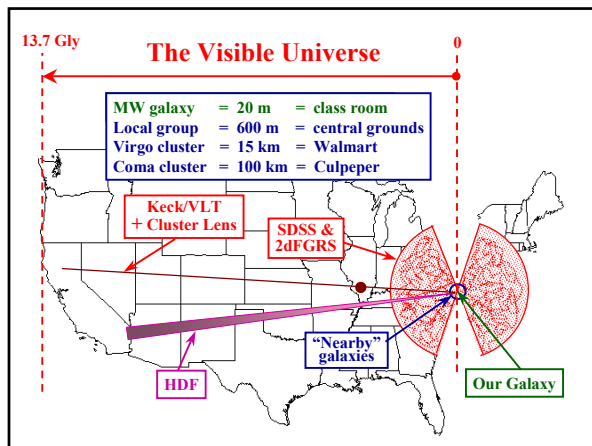 13.7 Gly
0
The Visible Universe
MW galaxy = 20 m = class room
Local group = 600 m = central grounds
Virgo cluster = 15 km = Walmart
Coma cluster = 100 km = Culpeper
Keck/VLT
+ Cluster Lens
SDSS &
2dFGRS
"Nearby"
galaxies
HDF
Our Galaxy